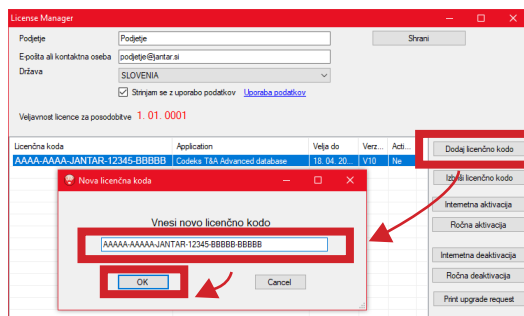 License Manager
Podjetje
Podjetje
Shrani
E-pošta ali kontaktna oseba
podjetje@jantar.si
Država
SLOVENIA
Strinjam se z uporabo podatkov Uporaba podatkov
Veljavnost licence za posodobitve 1. 01. 0001
Licenčna koda Application Velja do Verz... Acti...
AAAA-AAAA-JANTAR-12345-BBBBB Codeks T&A Advanced database 18. 04. 20... V10 Ne
Dodaj licenčno kodo
Izbriši licenčno kodo
Internetna aktivacija
Ročna aktivacija
Internetna deaktivacija
Ročna deaktivacija
Print upgrade request
Nova licenčna koda
Vnesi novo licenčno kodo
AAAAA-AAAAA-JANTAR-12345-BBBBB-BBBBB
OK
Cancel